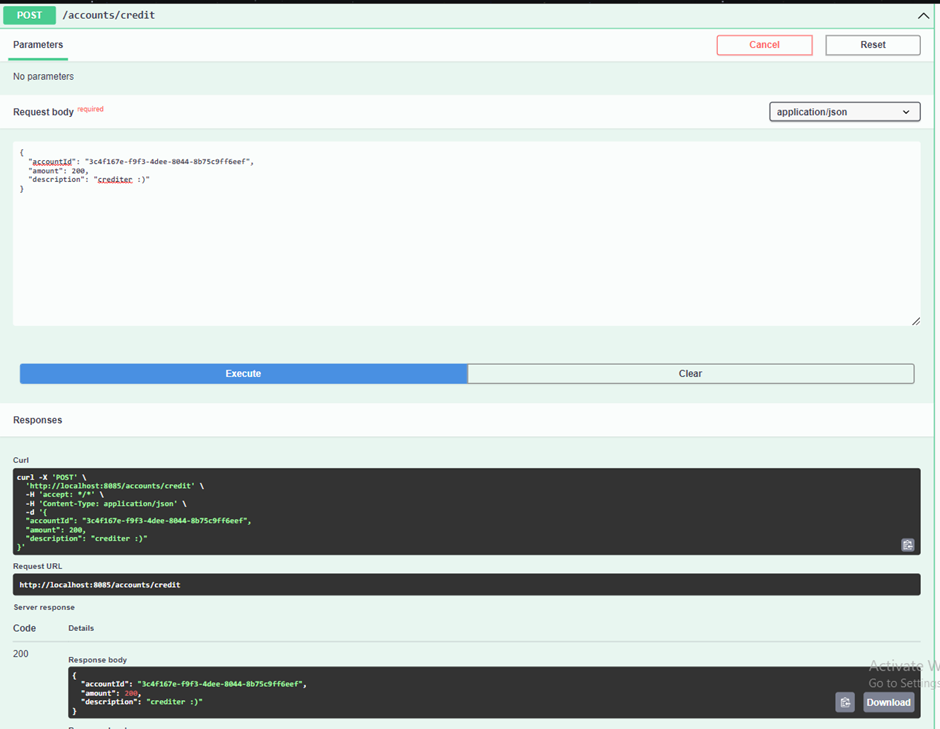 POST /accounts/credit
Parameters
Cancel
Reset
No parameters
Request body required
application/json
{
"accountId": "3c4f167e-f9f3-4dee-8044-8b75c9ff6eef",
"amount": 200,
"description": "crediter :)"
}
Execute
Clear
Responses
Curl
curl -X 'POST' \
'http://localhost:8085/accounts/credit' \
-H 'accept: */*' \
-H 'Content-Type: application/json' \
-d '{
"accountId": "3c4f167e-f9f3-4dee-8044-8b75c9ff6eef",
"amount": 200,
"description": "crediter :)"
}'
Request URL
http://localhost:8085/accounts/credit
Server response
Code Details
200
Response body
{
"accountId": "3c4f167e-f9f3-4dee-8044-8b75c9ff6eef",
"amount": 200,
"description": "crediter :)"
}
Download
Activate W
Go to Settings